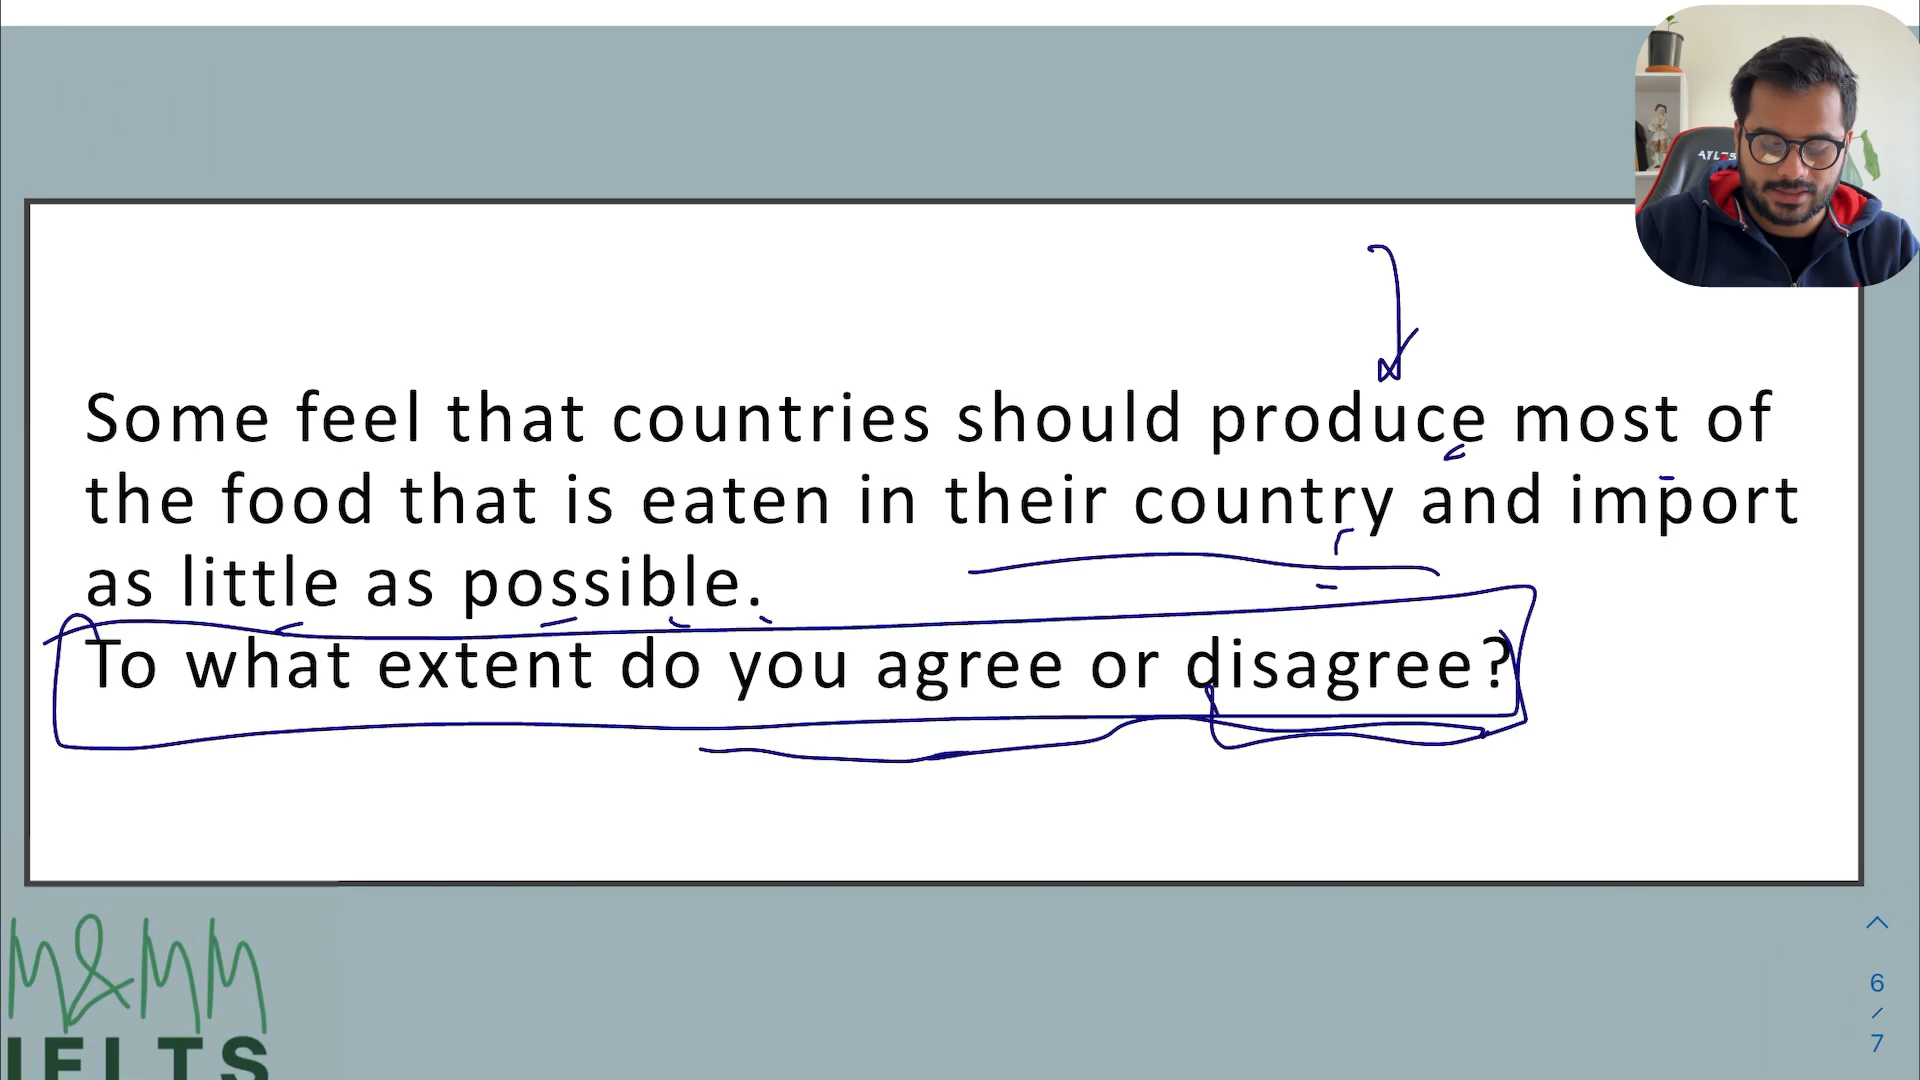 Some feel that countries should produce most of
the food that is eaten in their country and import
as little as possible.
To what extent do you agree or disagree?
M&MM
IELTS
6
/
7